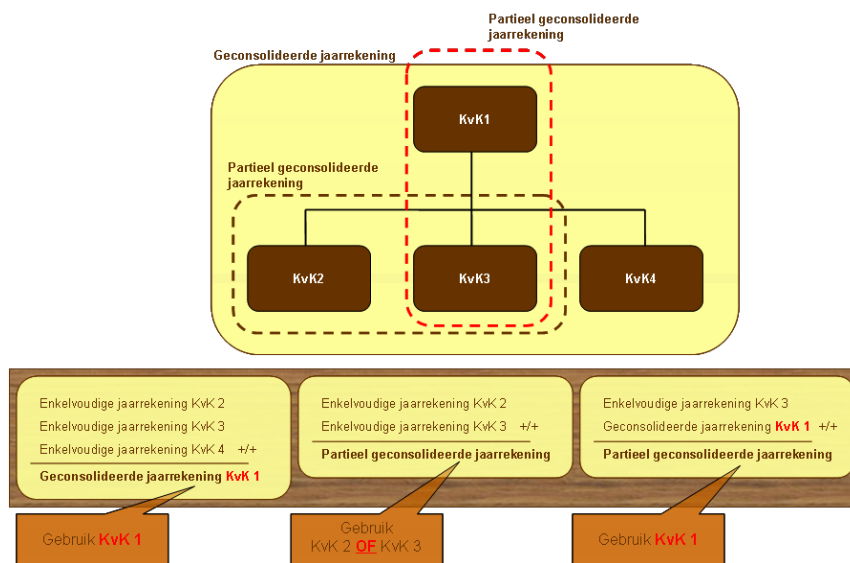 Partieel geconsolideerde
jaarrekening
Geconsolideerde jaarrekening
KvK1
Partieel geconsolideerde
jaarrekening
KvK2
KvK3
KvK4
Enkelvoudige jaarrekening KvK 2
Enkelvoudige jaarrekening KvK 3
Enkelvoudige jaarrekening KvK 4 +/+
Geconsolideerde jaarrekening KvK 1
Enkelvoudige jaarrekening KvK 2
Enkelvoudige jaarrekening KvK 3 +/+
Partieel geconsolideerde jaarrekening
Enkelvoudige jaarrekening KvK 3
Geconsolideerde jaarrekening KvK 1 +/+
Partieel geconsolideerde jaarrekening
Gebruik KvK 1
Gebruik
KvK 2 OF KvK 3
Gebruik KvK 1